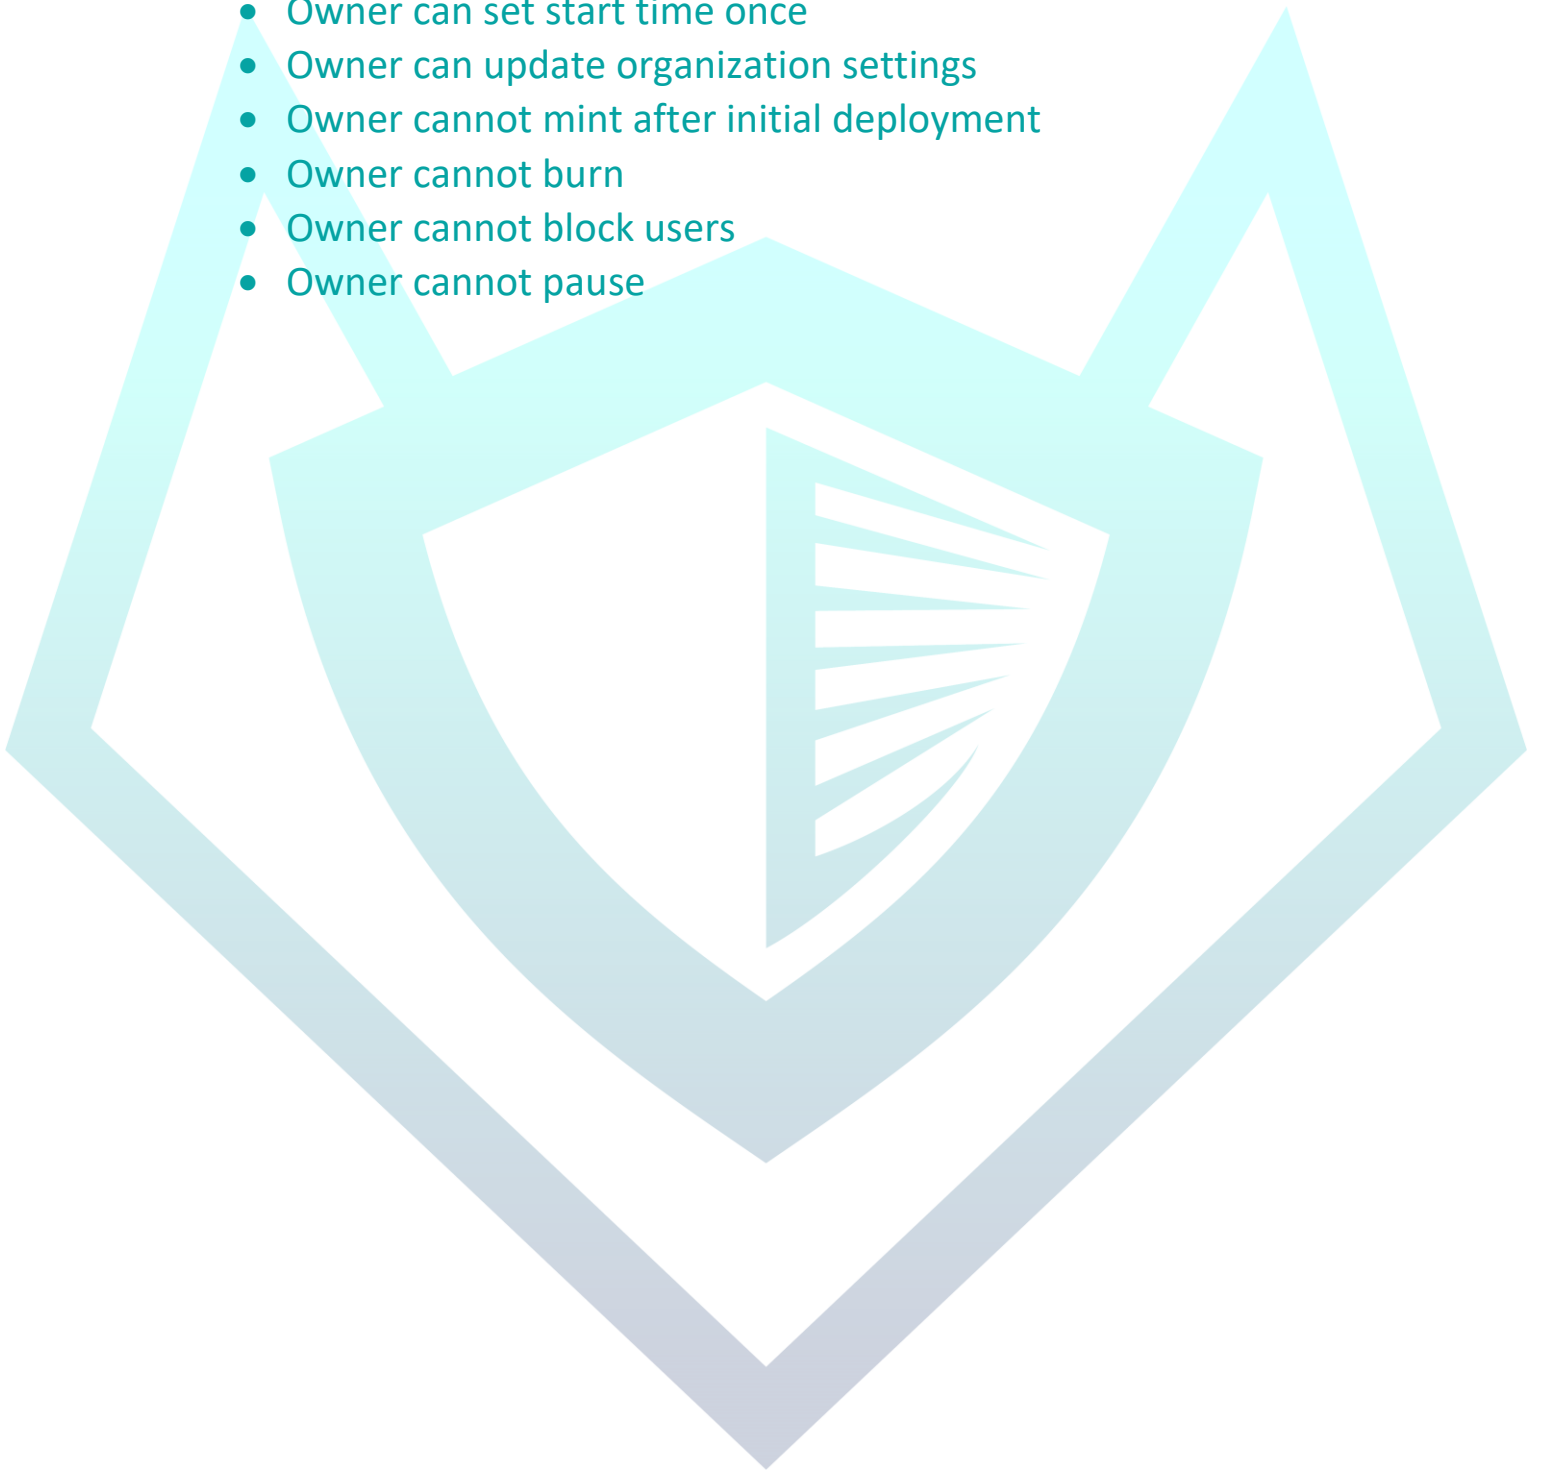 • Owner can set start time once
• Owner can update organization settings
• Owner cannot mint after initial deployment
• Owner cannot burn
• Owner cannot block users
• Owner cannot pause